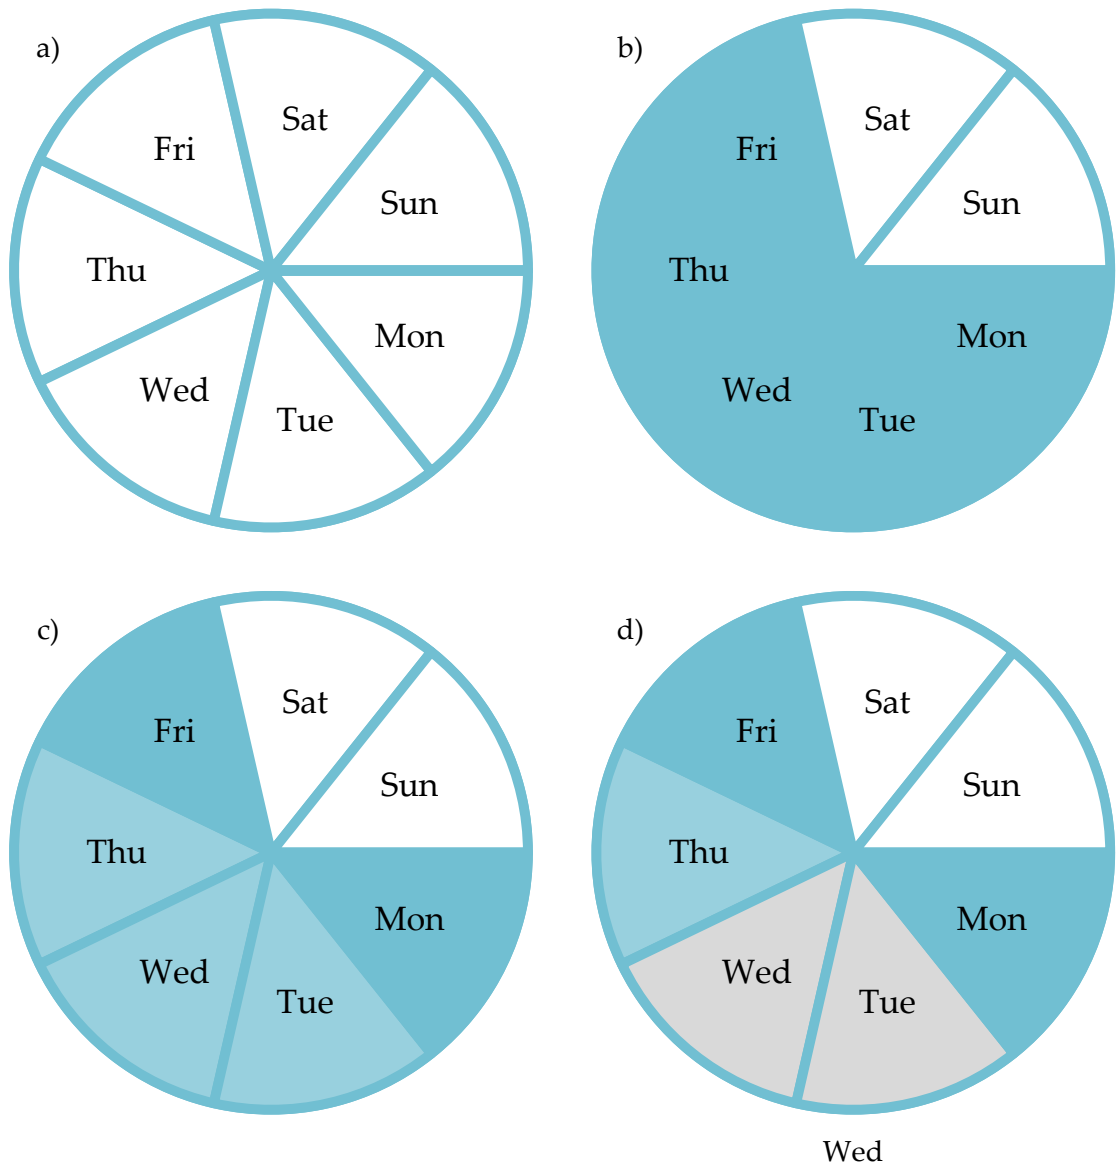 a)
Sat
Fri
Sun
Thu
Mon
Wed
Tue
b)
Sat
Fri
Sun
Thu
Mon
Wed
Tue
c)
Sat
Fri
Sun
Thu
Mon
Wed
Tue
d)
Sat
Fri
Sun
Thu
Mon
Wed
Tue
Wed